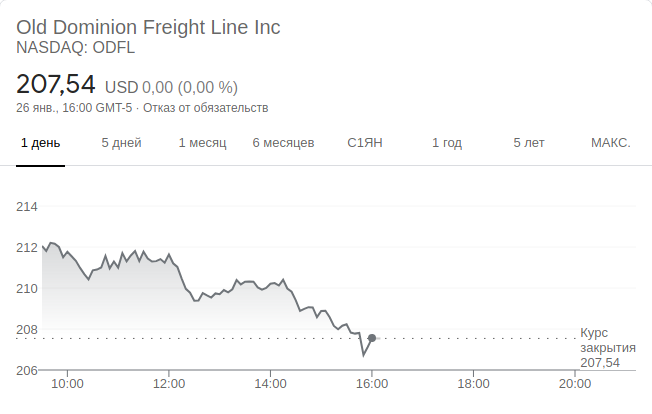 Old Dominion Freight Line Inc
NASDAQ: ODFL
207,54 USD 0,00 (0,00 %)
26 янв., 16:00 GMT-5 · Отказ от обязательств
1 день 5 дней 1 месяц 6 месяцев С1ЯН 1 год 5 лет МАКС.
214
212
210
208
206
Курс
закрытия
207,54
10:00 12:00 14:00 16:00 18:00 20:00